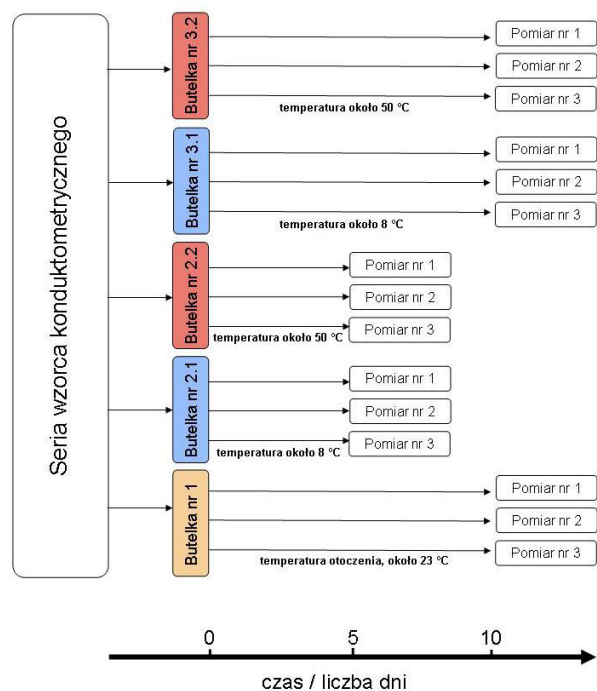 Seria wzorca konduktometrycznego
Butelka nr 3.2
Pomiar nr 1
Pomiar nr 2
Pomiar nr 3
temperatura około 50 °C
Butelka nr 3.1
Pomiar nr 1
Pomiar nr 2
Pomiar nr 3
temperatura około 8 °C
Butelka nr 2.2
Pomiar nr 1
Pomiar nr 2
Pomiar nr 3
temperatura około 50 °C
Butelka nr 2.1
Pomiar nr 1
Pomiar nr 2
Pomiar nr 3
temperatura około 8 °C
Butelka nr 1
Pomiar nr 1
Pomiar nr 2
Pomiar nr 3
temperatura otoczenia, około 23 °C
0 5 10
czas / liczba dni